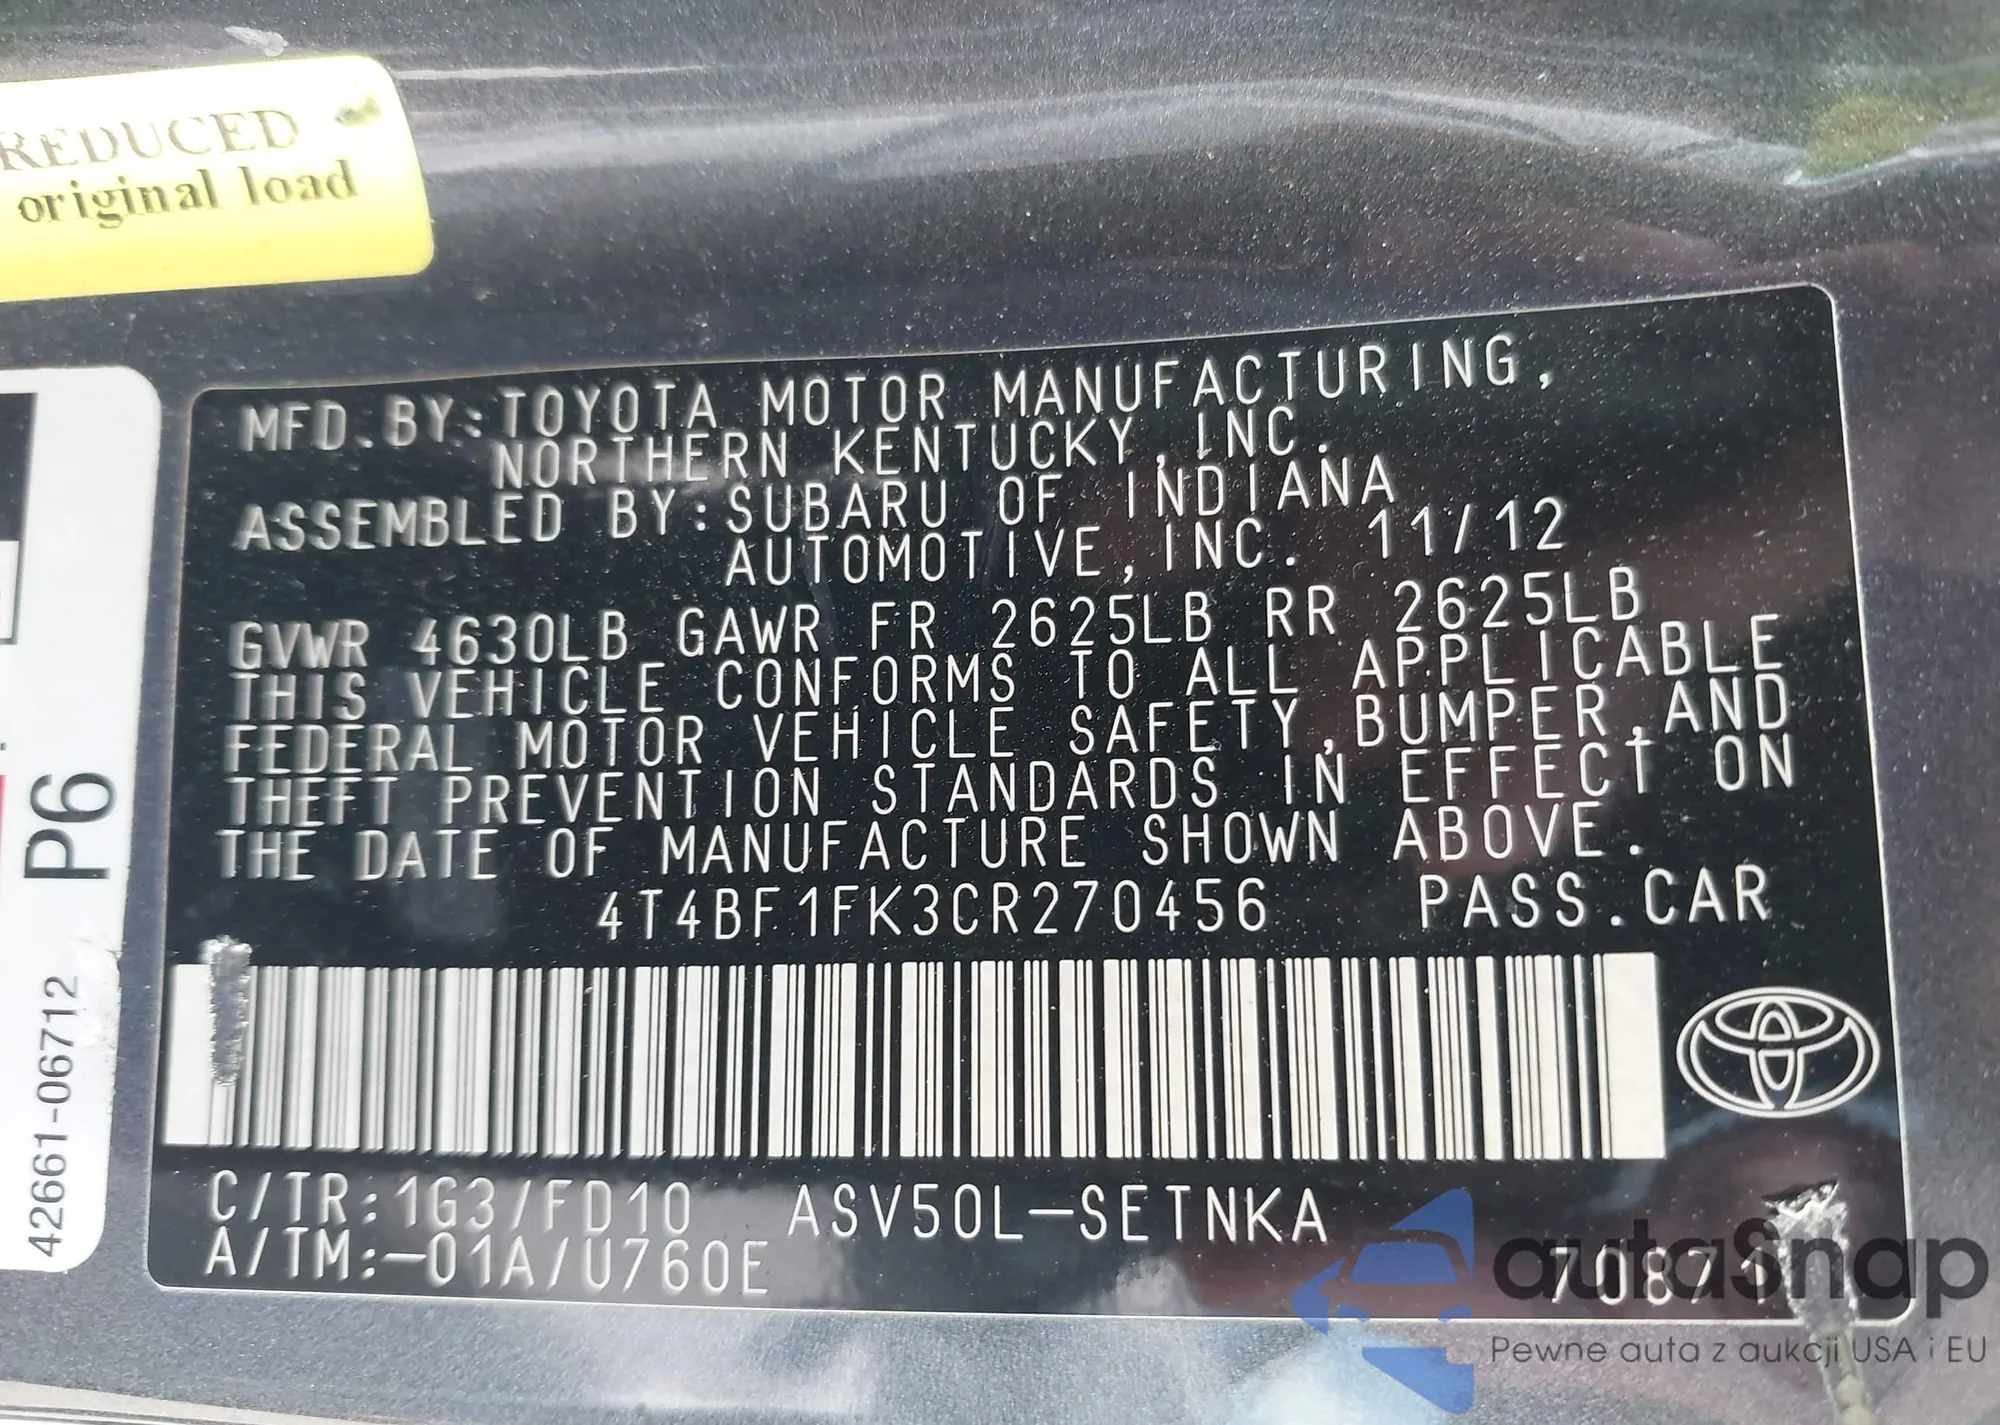 REDUCED
original load
MFD.BY:TOYOTA MOTOR MANUFACTURING,
NORTHERN KENTUCKY,INC.
ASSEMBLED BY:SUBARU OF INDIANA
AUTOMOTIVE,INC. 11/12
GVWR 4630LB GAWR FR 2625LB RR 2625LB
THIS VEHICLE CONFORMS TO ALL APPLICABLE
FEDERAL MOTOR VEHICLE SAFETY,BUMPER,AND
THEFT PREVENTION STANDARDS IN EFFECT ON
THE DATE OF MANUFACTURE SHOWN ABOVE.
4T4BF1FK3CR270456 PASS.CAR
C/TR:1G3/FD10 ASV50L-SETNKA
A/TM:-01A/U760E
70871
P6
42661-06712
autaSnap
Pewne auta z aukcji USA i EU